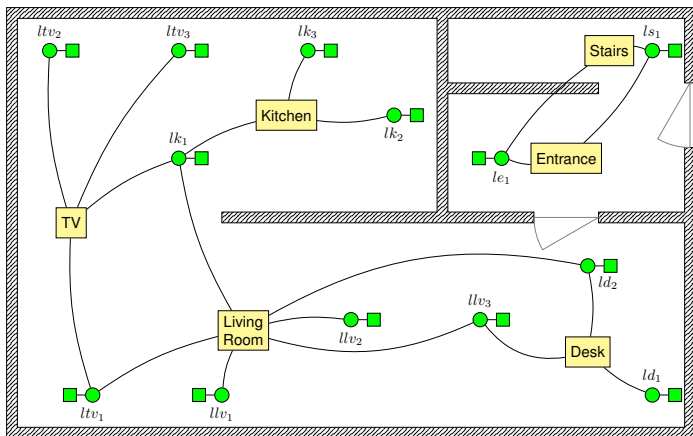 ltv₂
ltv₃
lk₃
ls₁
Stairs
Kitchen
lk₂
lk₁
Entrance
le₁
TV
ld₂
llv₃
Living
Room
llv₂
Desk
ld₁
ltv₁
llv₁